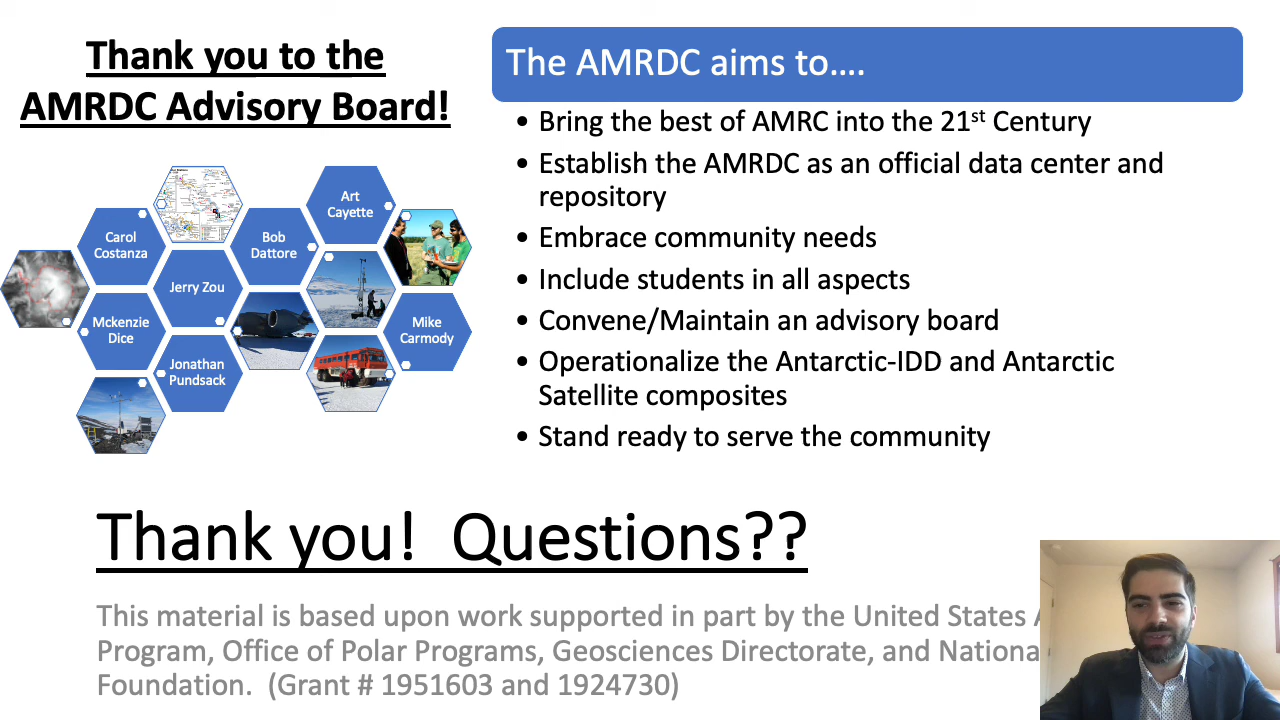 Thank you to the
AMRDC Advisory Board!
Art
Cayette
Carol
Costanza
Bob
Dattore
Jerry Zou
Mckenzie
Dice
Mike
Carmody
Jonathan
Pundsack
The AMRDC aims to....
• Bring the best of AMRC into the 21st Century
• Establish the AMRDC as an official data center and
repository
• Embrace community needs
• Include students in all aspects
• Convene/Maintain an advisory board
• Operationalize the Antarctic-IDD and Antarctic
Satellite composites
• Stand ready to serve the community
Thank you!  Questions??
This material is based upon work supported in part by the United States
Program, Office of Polar Programs, Geosciences Directorate, and
Foundation.  (Grant # 1951603 and 1924730)